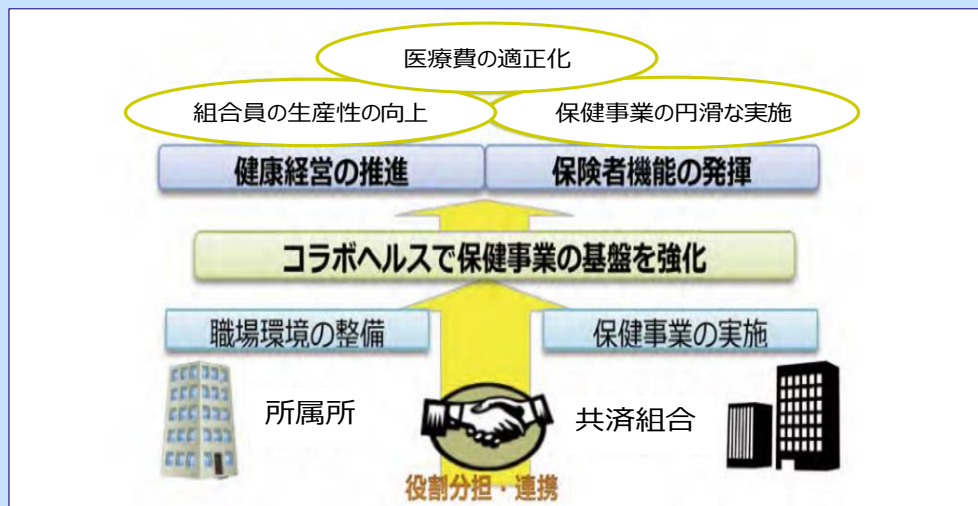 医療費の適正化
組合員の生産性の向上
保健事業の円滑な実施
健康経営の推進
保険者機能の発揮
コラボヘルスで保健事業の基盤を強化
職場環境の整備
保健事業の実施
所属所
共済組合
役割分担・連携